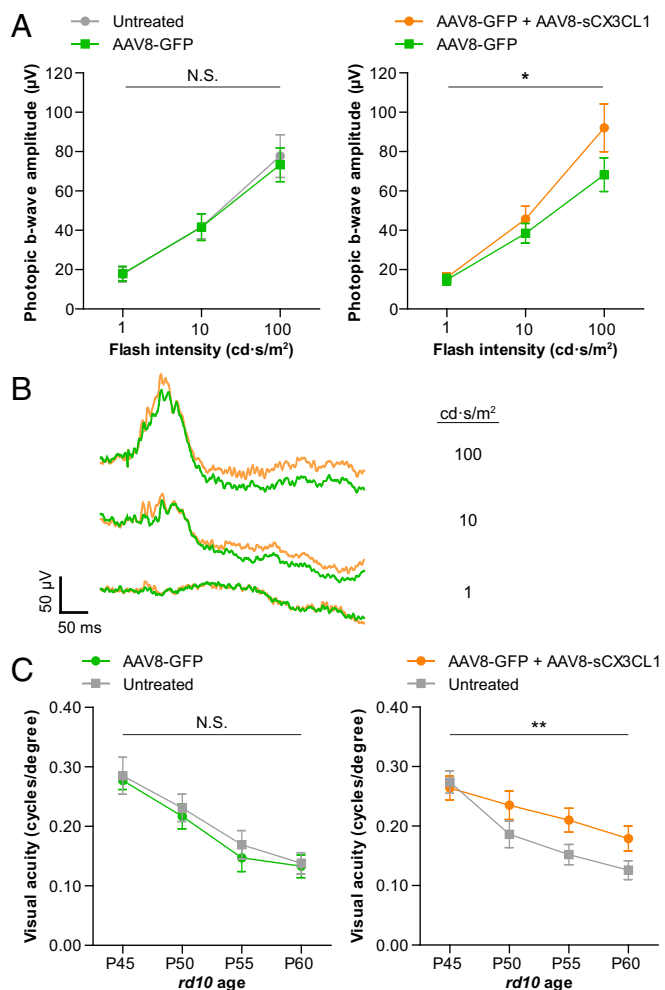 A
Untreated
AAV8-GFP
N.S.
Photopic b-wave amplitude (µV)
120
100
80
60
40
20
0
1
10
100
Flash intensity (cd·s/m²)
AAV8-GFP + AAV8-sCX3CL1
AAV8-GFP
*
Photopic b-wave amplitude (µV)
120
100
80
60
40
20
0
1
10
100
Flash intensity (cd·s/m²)
B
cd·s/m²
100
10
1
50 µV
50 ms
C
AAV8-GFP
Untreated
N.S.
Visual acuity (cycles/degree)
0.40
0.30
0.20
0.10
0.00
P45
P50
P55
P60
rd10 age
AAV8-GFP + AAV8-sCX3CL1
Untreated
**
Visual acuity (cycles/degree)
0.40
0.30
0.20
0.10
0.00
P45
P50
P55
P60
rd10 age